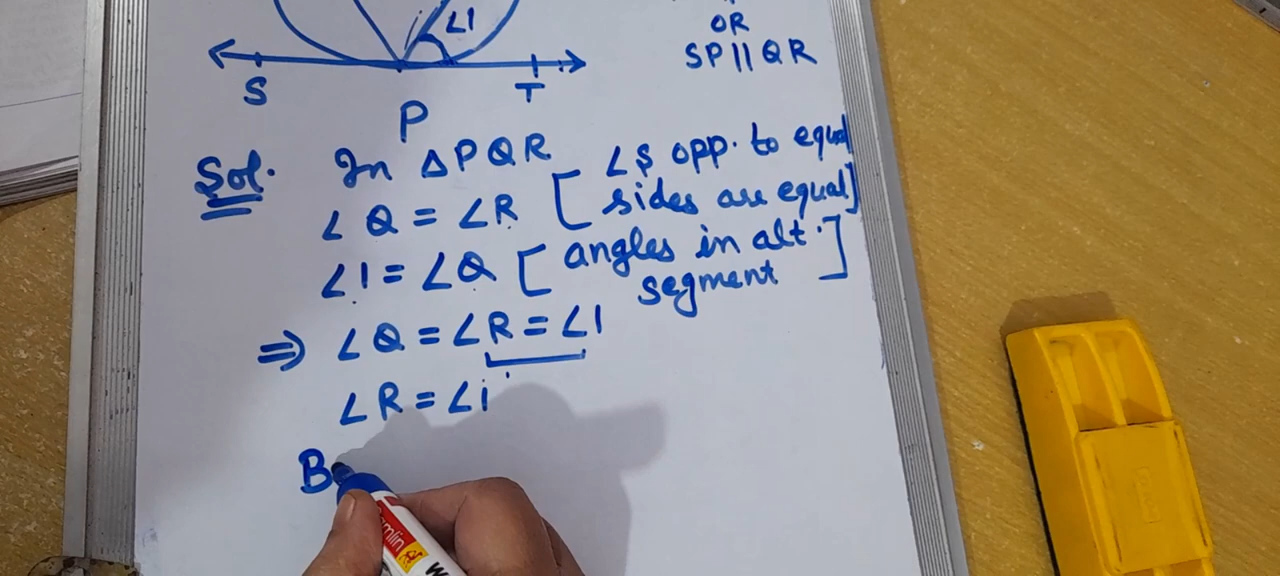 ∠1
OR
SP || QR
S
T
P
Sol. In ΔPQR
∠Q = ∠R [∠s opp. to equal
sides are equal]
∠1 = ∠Q [angles in alt.
segment]
⇒ ∠Q = ∠R = ∠1
∠R = ∠1
B